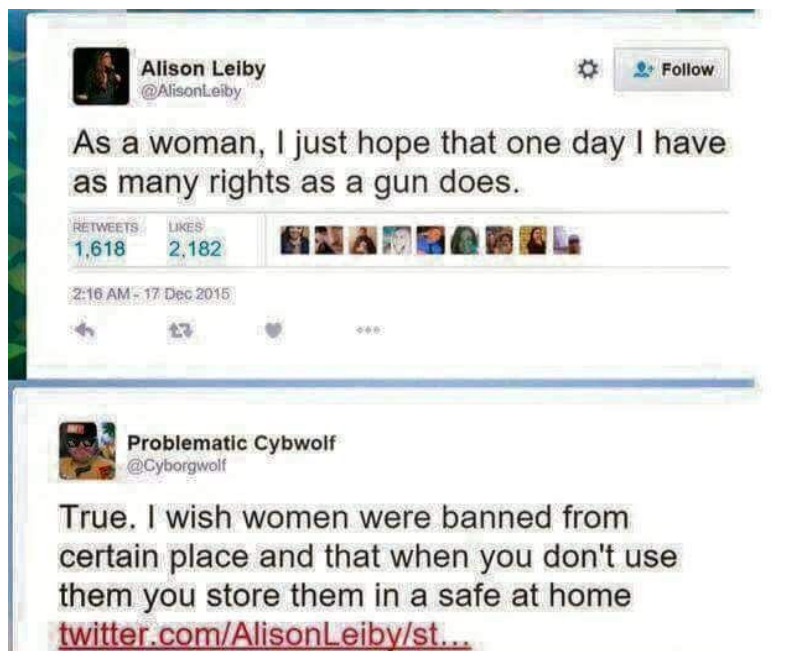 Alison Leiby
@AlisonLeiby
Follow
As a woman, I just hope that one day I have
as many rights as a gun does.
RETWEETS LIKES
1,618 2,182
2:16 AM - 17 Dec 2015
Problematic Cybwolf
@Cyborgwolf
True. I wish women were banned from
certain place and that when you don't use
them you store them in a safe at home
twitter.com/AlisonLeiby/st...